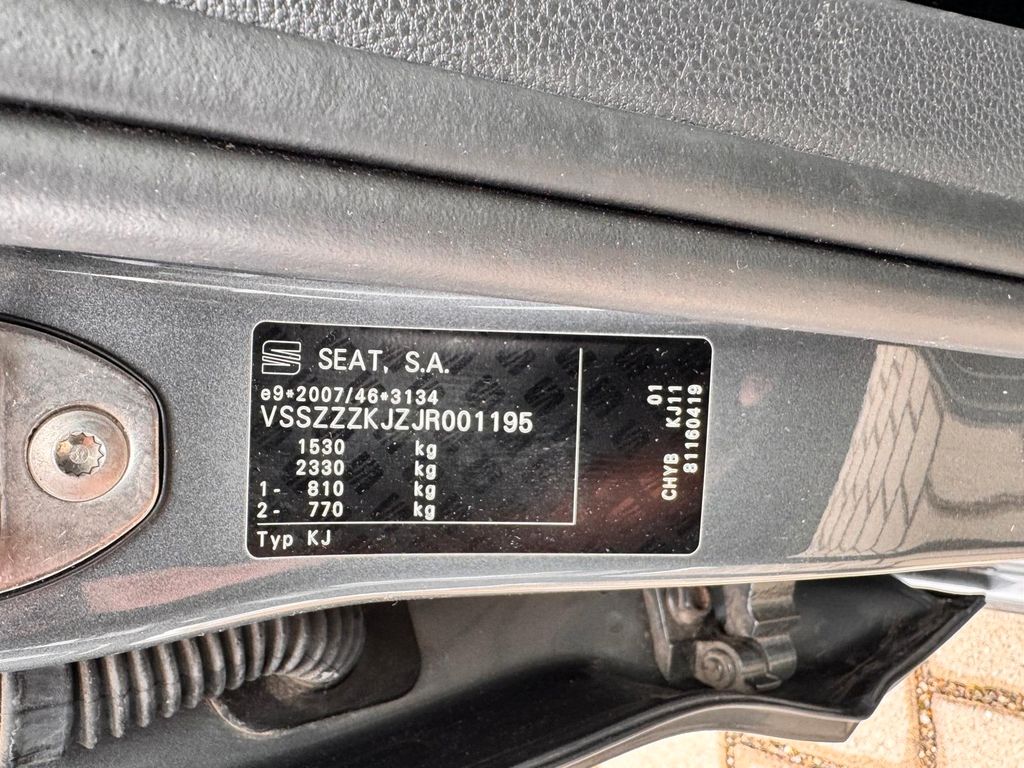 SEAT, S.A.
e9*2007/46*3134
VSSZZZKJZJR001195
1530 kg
2330 kg
1- 810 kg
2- 770 kg
Typ KJ
CHYB KJ11 01
81160419